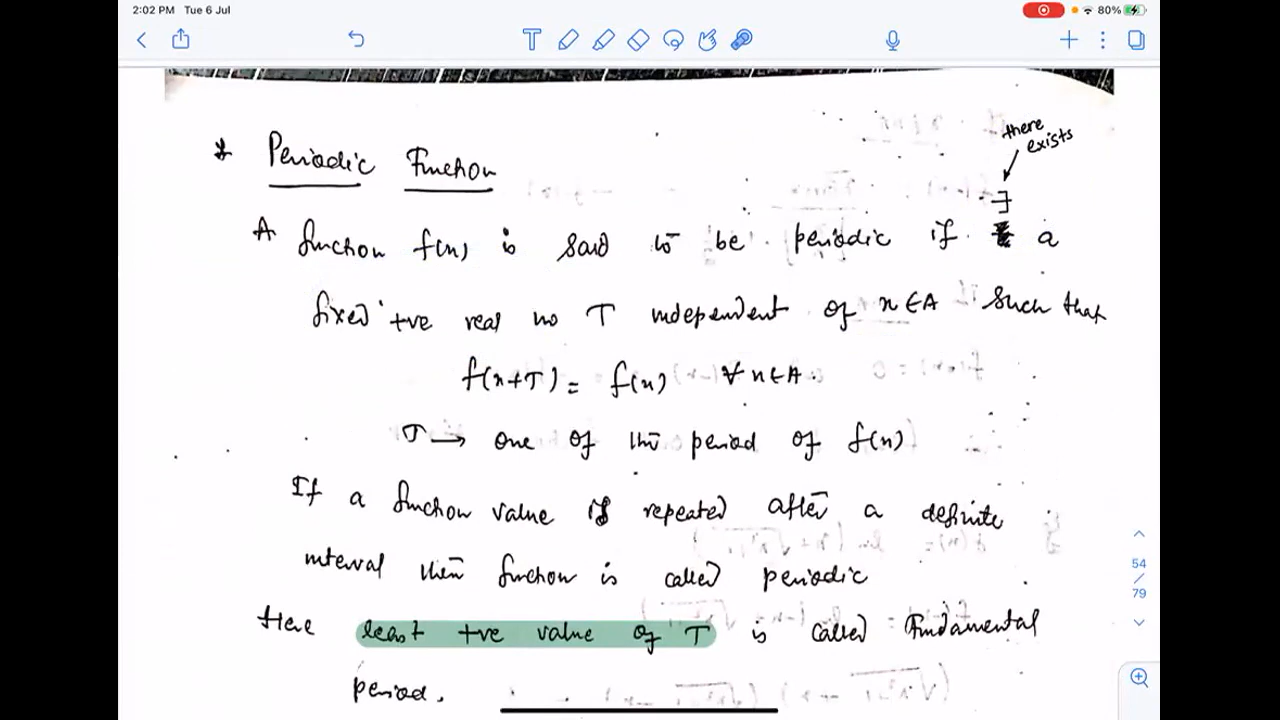 2:02 PM Tue 6 Jul
80%
there
exists
* Periodic Function
∃
A function f(x) is said to be periodic if a
fixed +ve real no T independent of x ∈ A such that
f(x+T) = f(x) ∀ x ∈ A.
T → one of the period of f(x)
If a function value is repeated after a definite
interval then function is called periodic
Here least +ve value of T is called Fundamental
period.
54
/
79